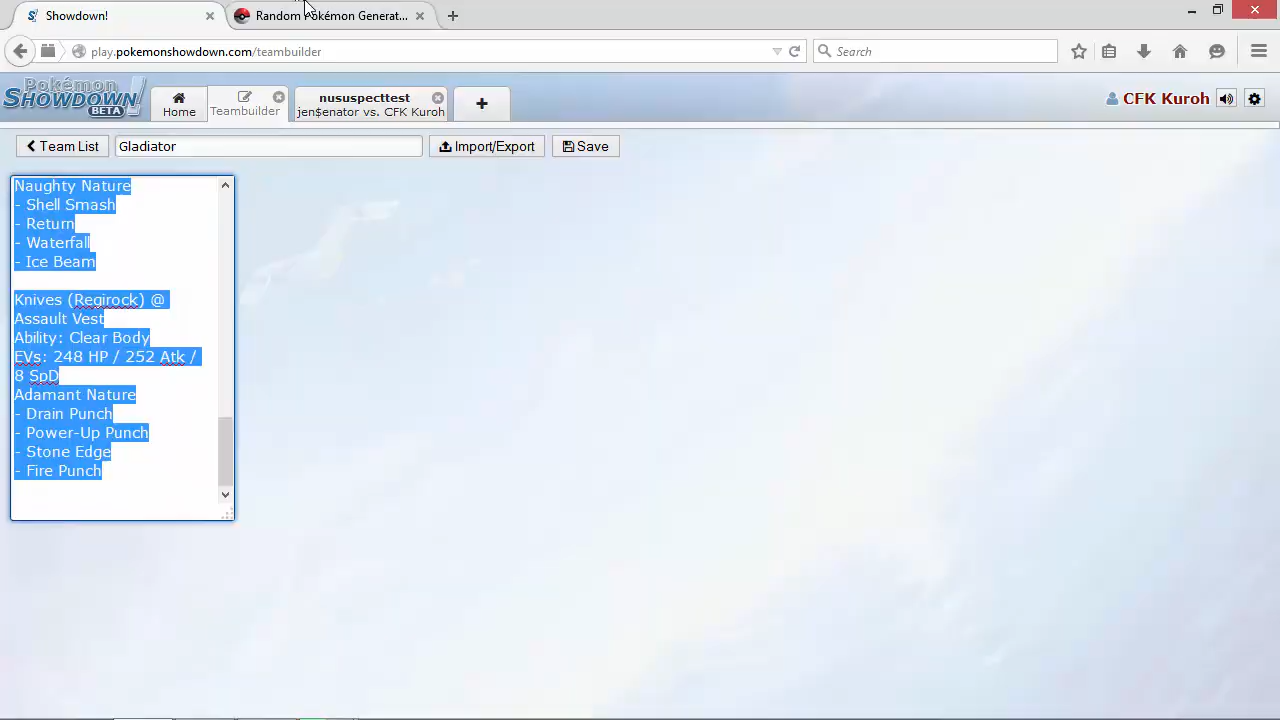 Showdown!
Random Pokémon Generat...
play.pokemonshowdown.com/teambuilder
Search
Pokémon
SHOWDOWN!
BETA
Home
Teambuilder
nususpecttest
jen$enator vs. CFK Kuroh
CFK Kuroh
Team List
Gladiator
Import/Export
Save
Naughty Nature
- Shell Smash
- Return
- Waterfall
- Ice Beam
Knives (Regirock) @
Assault Vest
Ability: Clear Body
EVs: 248 HP / 252 Atk /
8 SpD
Adamant Nature
- Drain Punch
- Power-Up Punch
- Stone Edge
- Fire Punch